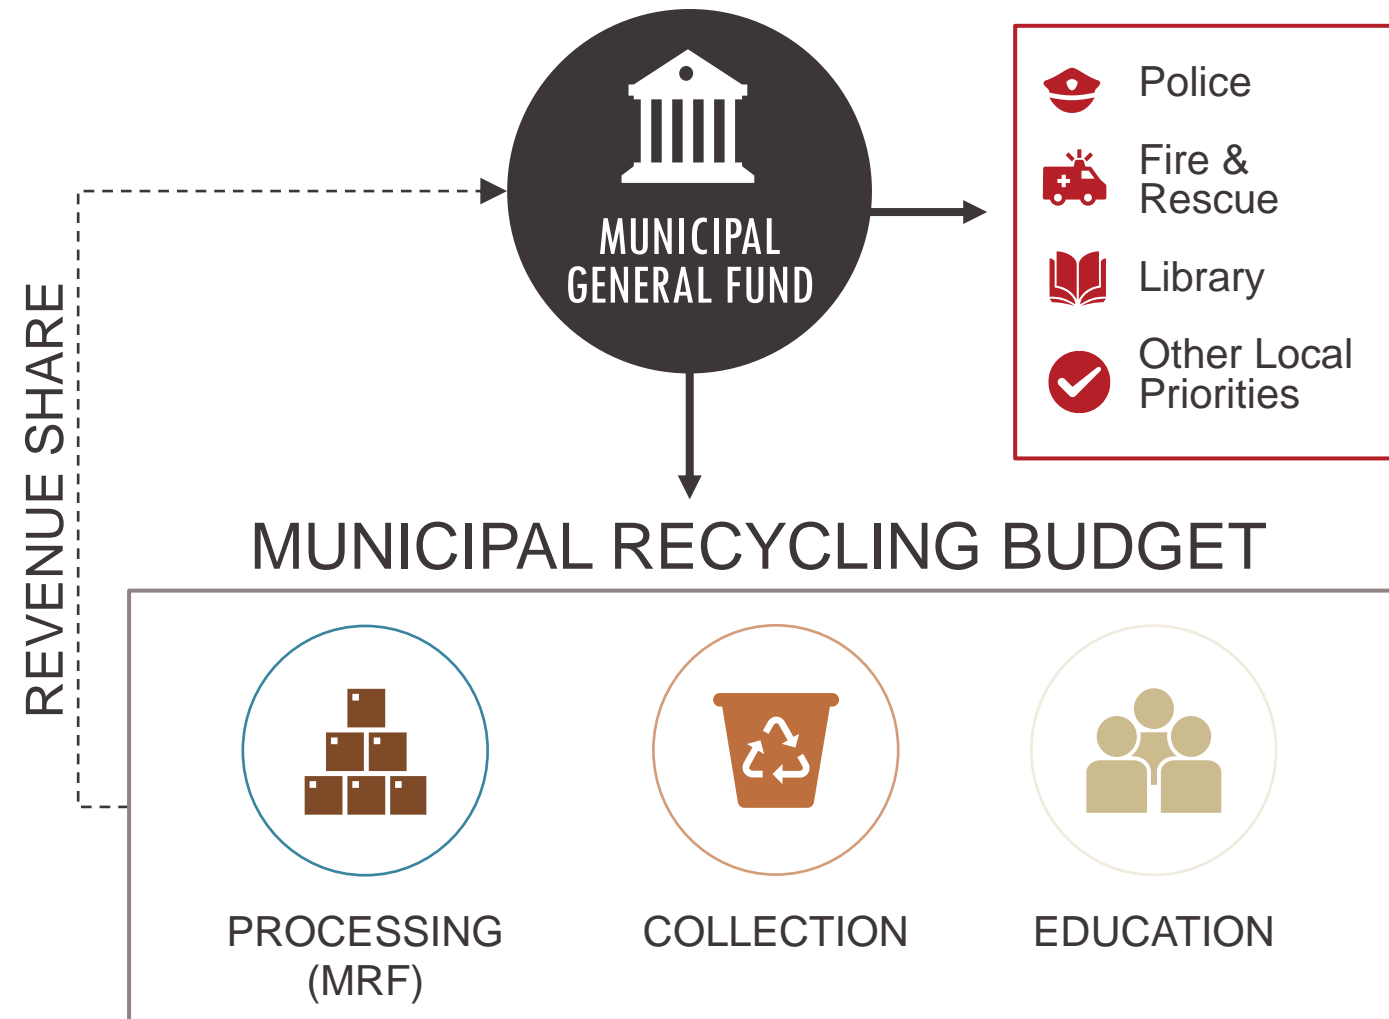 MUNICIPAL
GENERAL FUND
Police
Fire &
Rescue
Library
Other Local
Priorities
REVENUE SHARE
MUNICIPAL RECYCLING BUDGET
PROCESSING
(MRF)
COLLECTION
EDUCATION